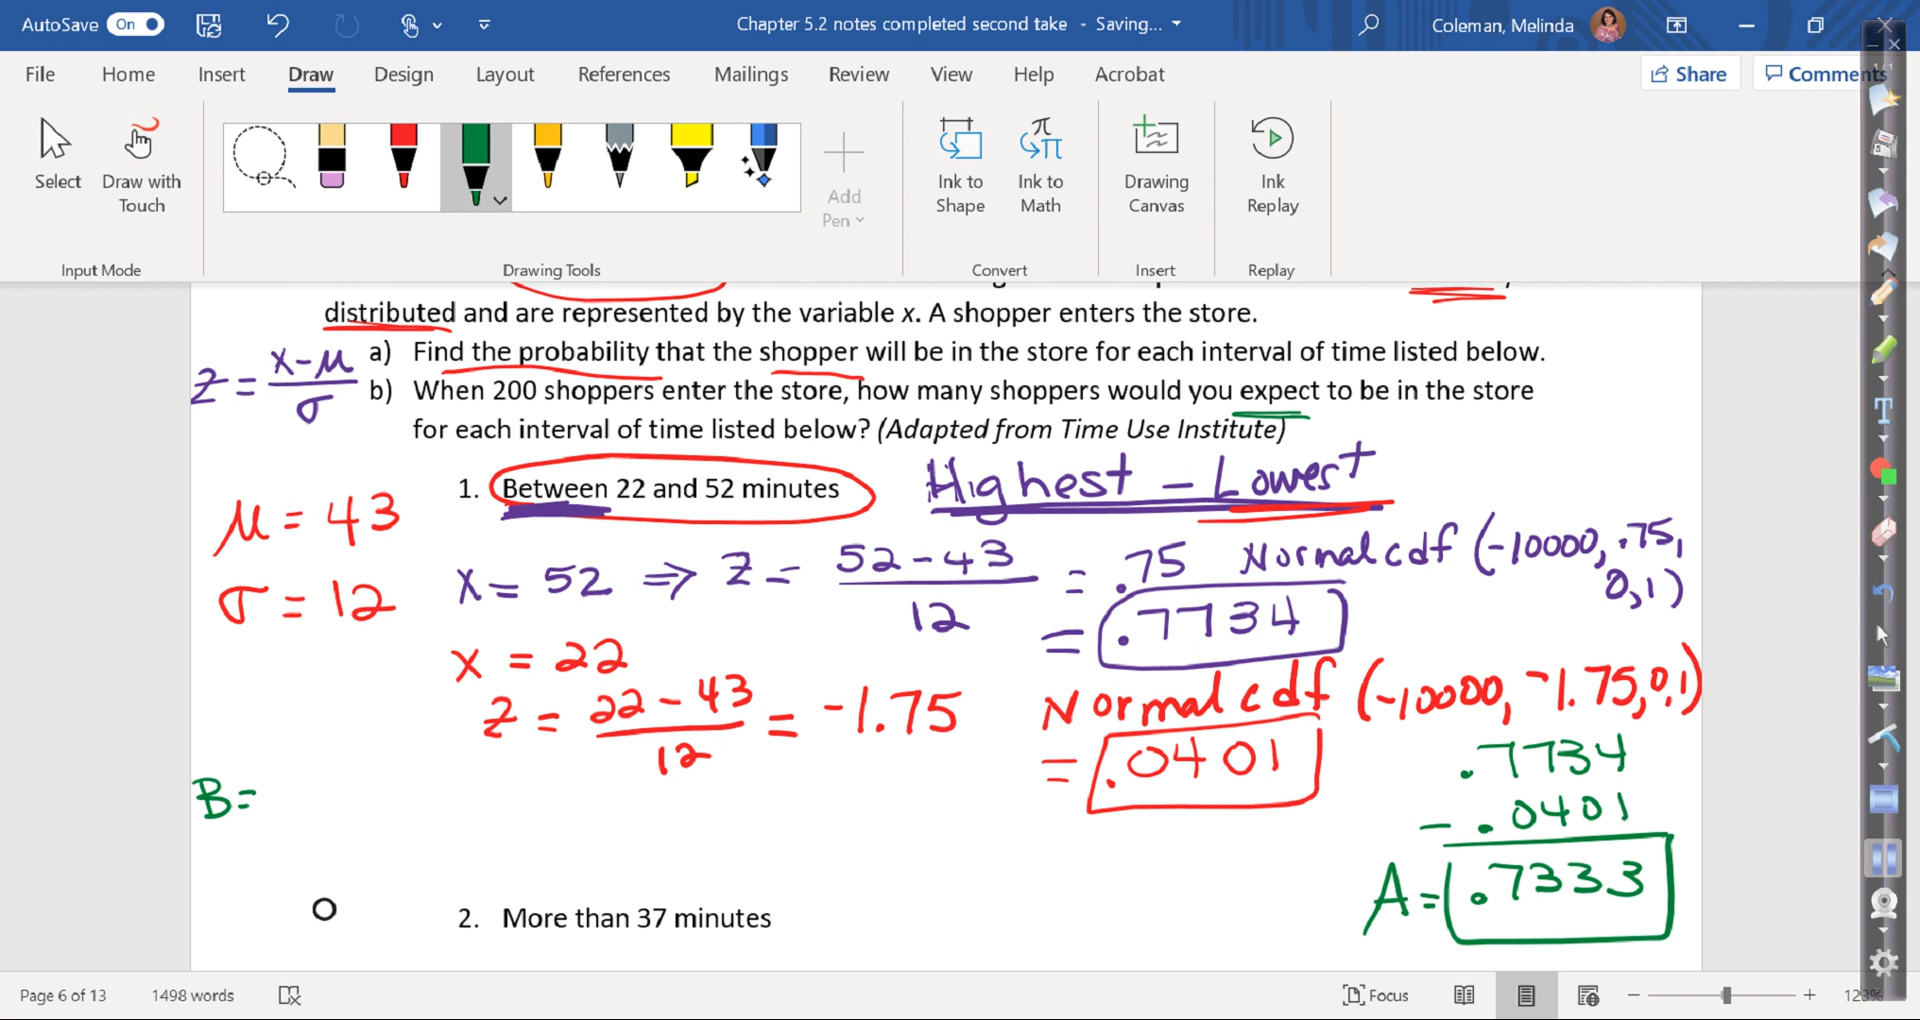 AutoSave On
Chapter 5.2 notes completed second take - Saving...
Coleman, Melinda
File Home Insert Draw Design Layout References Mailings Review View Help Acrobat
Share Comments
1/1
Select
Draw with Touch
Add Pen
Ink to Shape
Ink to Math
Drawing Canvas
Ink Replay
Input Mode Drawing Tools Convert Insert Replay
distributed and are represented by the variable x. A shopper enters the store.
a) Find the probability that the shopper will be in the store for each interval of time listed below.
z = x-μ / σ
b) When 200 shoppers enter the store, how many shoppers would you expect to be in the store
for each interval of time listed below? (Adapted from Time Use Institute)
1. Between 22 and 52 minutes
Highest - Lowest
μ = 43
σ = 12
x = 52 ⇒ z = 52-43 / 12 = .75 Normalcdf (-10000, .75,
0,1)
= .7734
x = 22
z = 22-43 / 12 = -1.75 Normalcdf (-10000, -1.75,0,1)
= .0401
.7734
- .0401
A = .7333
B =
2. More than 37 minutes
Page 6 of 13 1498 words
Focus
- + 123%